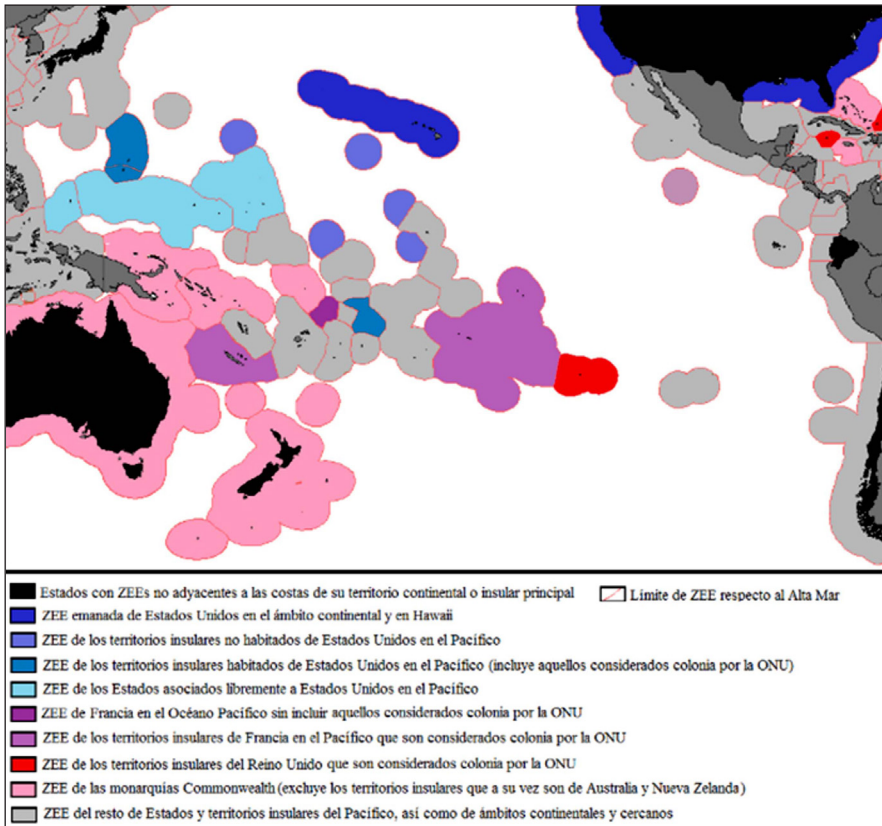 Estados con ZEEs no adyacentes a las costas de su territorio continental o insular principal
Límite de ZEE respecto al Alta Mar
ZEE emanada de Estados Unidos en el ámbito continental y en Hawaii
ZEE de los territorios insulares no habitados de Estados Unidos en el Pacífico
ZEE de los territorios insulares habitados de Estados Unidos en el Pacífico (incluye aquellos considerados colonia por la ONU)
ZEE de los Estados asociados libremente a Estados Unidos en el Pacífico
ZEE de Francia en el Océano Pacífico sin incluir aquellos considerados colonia por la ONU
ZEE de los territorios insulares de Francia en el Pacífico que son considerados colonia por la ONU
ZEE de los territorios insulares del Reino Unido que son considerados colonia por la ONU
ZEE de las monarquías Commonwealth (excluye los territorios insulares que a su vez son de Australia y Nueva Zelanda)
ZEE del resto de Estados y territorios insulares del Pacífico, así como de ámbitos continentales y cercanos